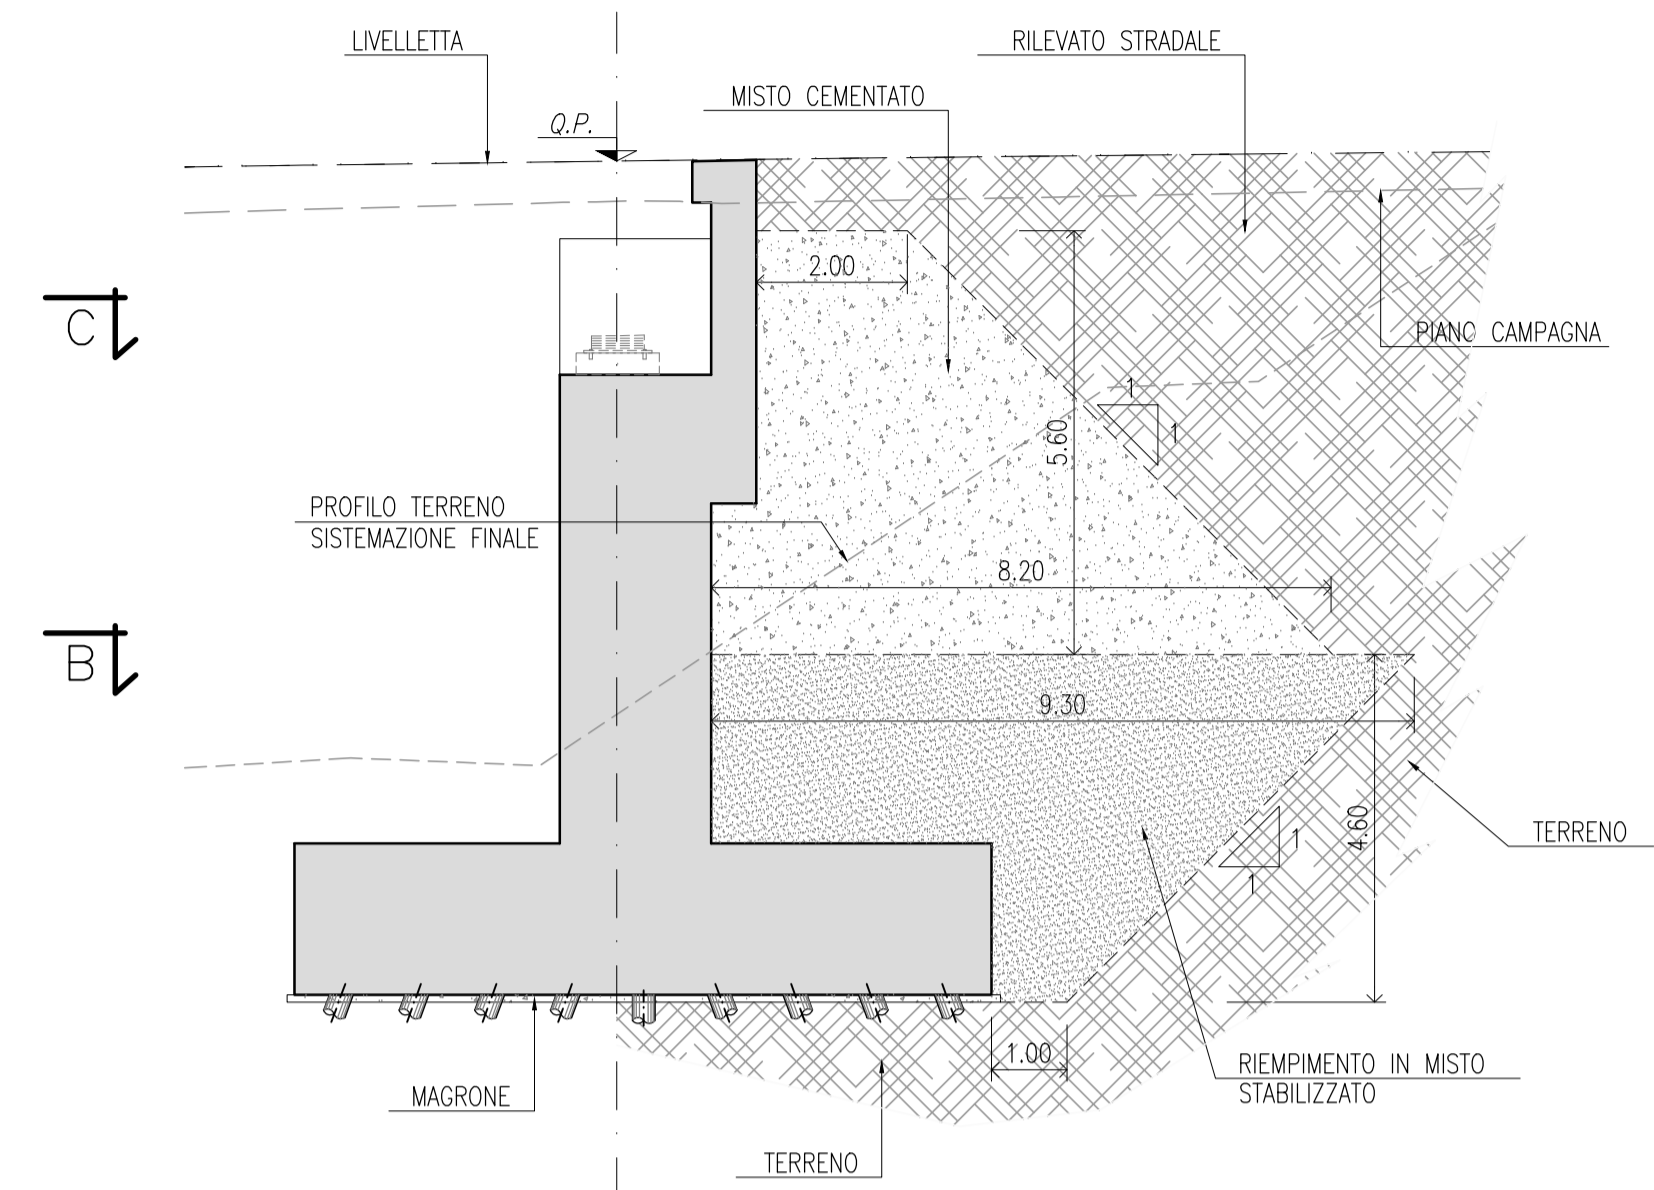 LIVELLETTA
RILEVATO STRADALE
MISTO CEMENTATO
Q.P.
2.00
C
PIANO CAMPAGNA
1
1
5.60
PROFILO TERRENO
SISTEMAZIONE FINALE
8.20
B
9.30
4.60
1
1
TERRENO
1.00
RIEMPIMENTO IN MISTO
STABILIZZATO
MAGRONE
TERRENO